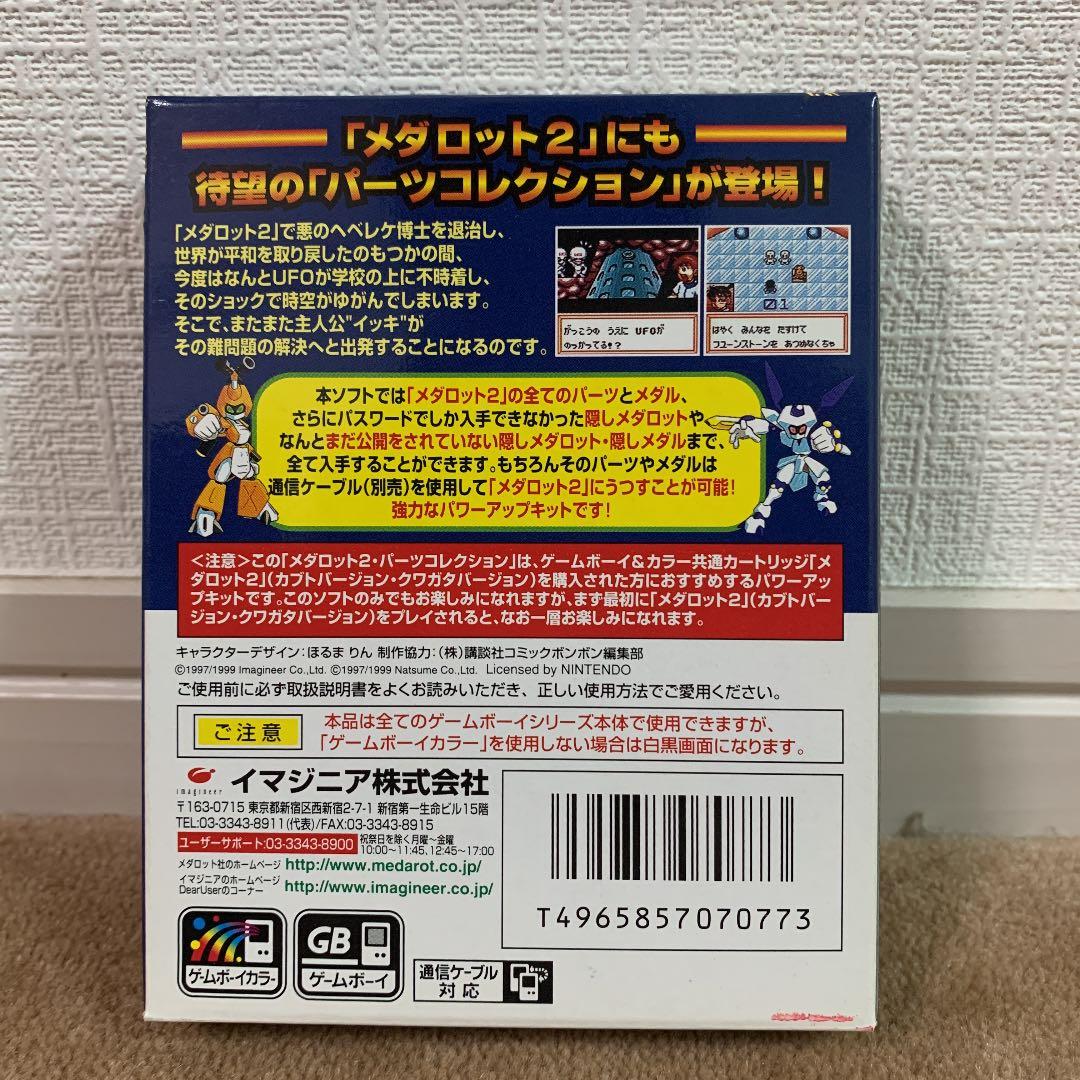 「メダロット2」にも
待望の「パーツコレクション」が登場！
「メダロット2」で悪のヘベレケ博士を退治し、
世界が平和を取り戻したのもつかの間、
今度はなんとUFOが学校の上に不時着し、
そのショックで時空がゆがんでしまいます。
そこで、またまた主人公"イッキ"が
その難問題の解決へと出発することになるのです。
がっこうの うえに UFOが
のっかってる!?
1
はやく みんなを たすけて
フユーンストーンを あつめなくちゃ
本ソフトでは「メダロット2」の全てのパーツとメダル、
さらにパスワードでしか入手できなかった隠しメダロットや、
なんとまだ公開をされていない隠しメダロット・隠しメダルまで、
全て入手することができます。もちろんそのパーツやメダルは
通信ケーブル（別売）を使用して「メダロット2」にうつすことが可能!
強力なパワーアップキットです!
＜注意＞この「メダロット2・パーツコレクション」は、ゲームボーイ＆カラー共通カートリッジ「メ
ダロット2」（カブトバージョン・クワガタバージョン）を購入された方におすすめするパワーアッ
プキットです。このソフトのみでもお楽しみになれますが、まず最初に「メダロット2」（カブトバー
ジョン・クワガタバージョン）をプレイされると、なお一層お楽しみになれます。
キャラクターデザイン：ほるま りん 制作協力：（株）講談社コミックボンボン編集部
©1997/1999 Imagineer Co.,Ltd. ©1997/1999 Natsume Co.,Ltd. Licensed by NINTENDO
ご使用前に必ず取扱説明書をよくお読みいただき、正しい使用方法でご愛用ください。
ご注意
本品は全てのゲームボーイシリーズ本体で使用できますが、
「ゲームボーイカラー」を使用しない場合は白黒画面になります。
imagineer
イマジニア株式会社
〒163-0715 東京都新宿区西新宿2-7-1 新宿第一生命ビル15階
TEL:03-3343-8911(代表)/FAX:03-3343-8915
ユーザーサポート:03-3343-8900 祝祭日を除く月曜～金曜
10:00～11:45、12:45～17:00
メダロット社のホームページ http://www.medarot.co.jp/
イマジニアのホームページ
DearUserのコーナー http://www.imagineer.co.jp/
T4965857070773
ゲームボーイカラー
GB
ゲームボーイ
通信ケーブル
対応